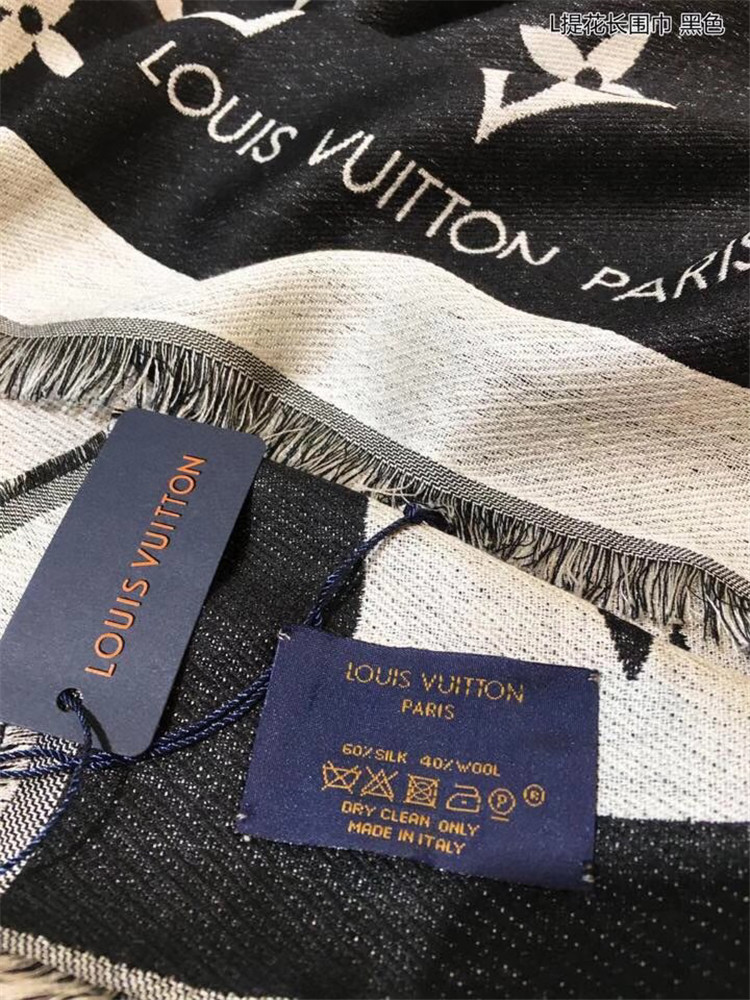 L提花长围巾 黑色
LOUIS VUITTON PARIS
LOUIS VUITTON
LOUIS VUITTON
PARIS
60% SILK 40% WOOL
P
DRY CLEAN ONLY
MADE IN ITALY